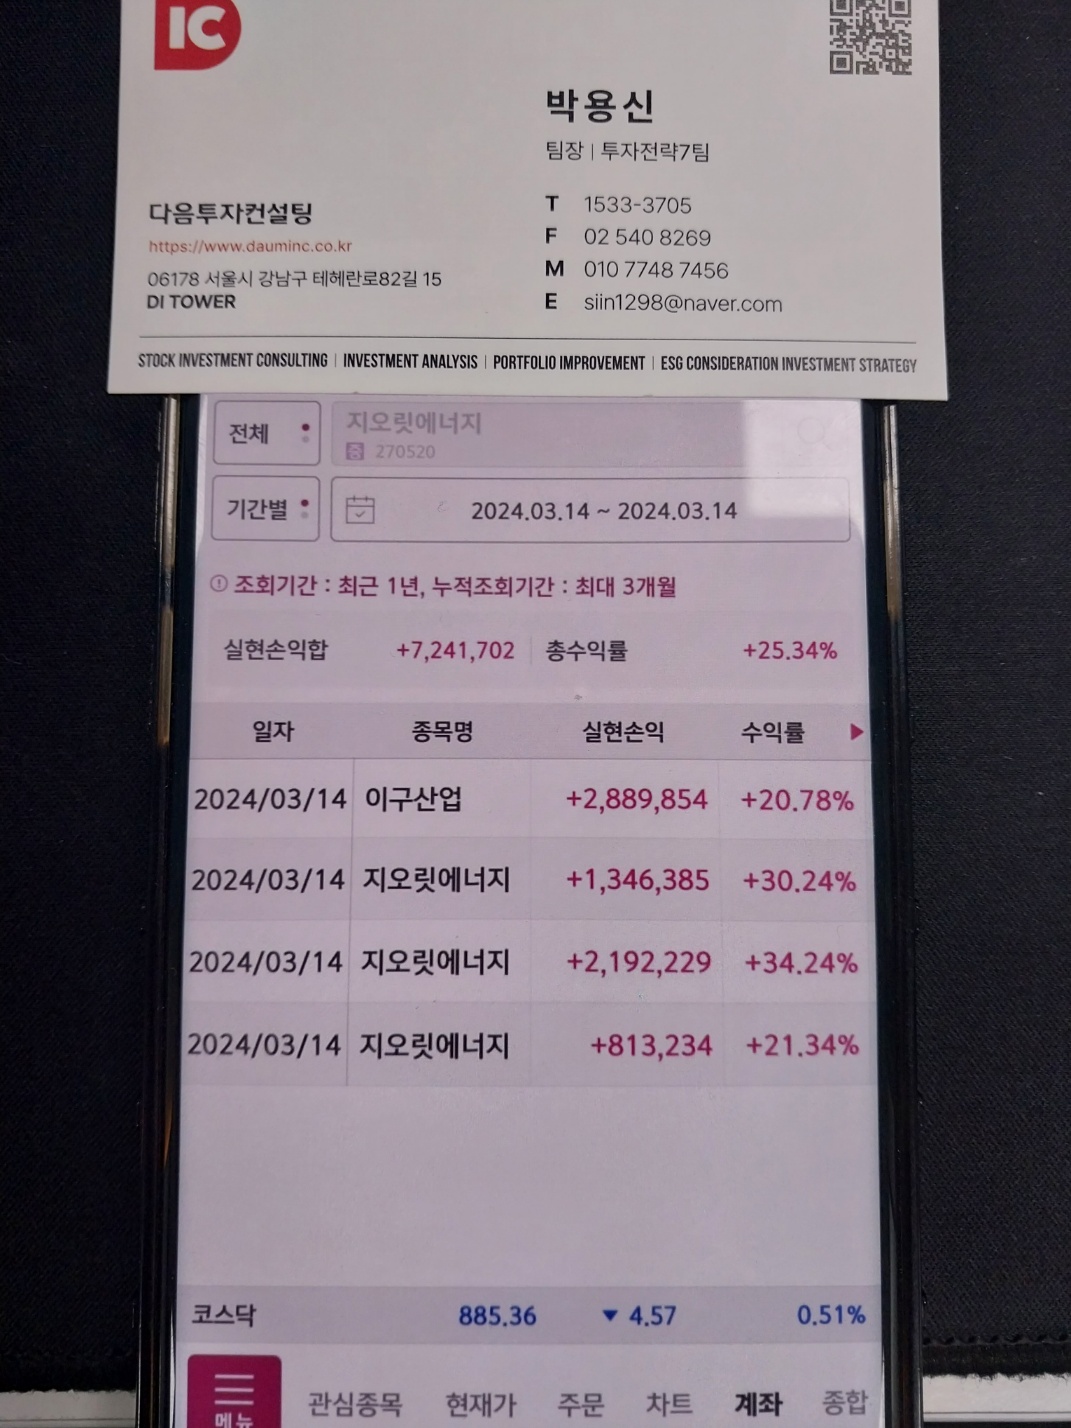 IC
박용신
팀장 | 투자전략7팀
다음투자컨설팅
https://www.dauminc.co.kr
06178 서울시 강남구 테헤란로82길 15
DI TOWER
T 1533-3705
F 02 540 8269
M 010 7748 7456
E siin1298@naver.com
STOCK INVESTMENT CONSULTING | INVESTMENT ANALYSIS | PORTFOLIO IMPROVEMENT | ESG CONSIDERATION INVESTMENT STRATEGY
전체 지오릿에너지
증 270520
기간별 2024.03.14 ~ 2024.03.14
조회기간 : 최근 1년, 누적조회기간 : 최대 3개월
실현손익합 +7,241,702 총수익률 +25.34%
일자 종목명 실현손익 수익률
2024/03/14 이구산업 +2,889,854 +20.78%
2024/03/14 지오릿에너지 +1,346,385 +30.24%
2024/03/14 지오릿에너지 +2,192,229 +34.24%
2024/03/14 지오릿에너지 +813,234 +21.34%
코스닥 885.36 ▼ 4.57 0.51%
메뉴 관심종목 현재가 주문 차트 계좌 종합